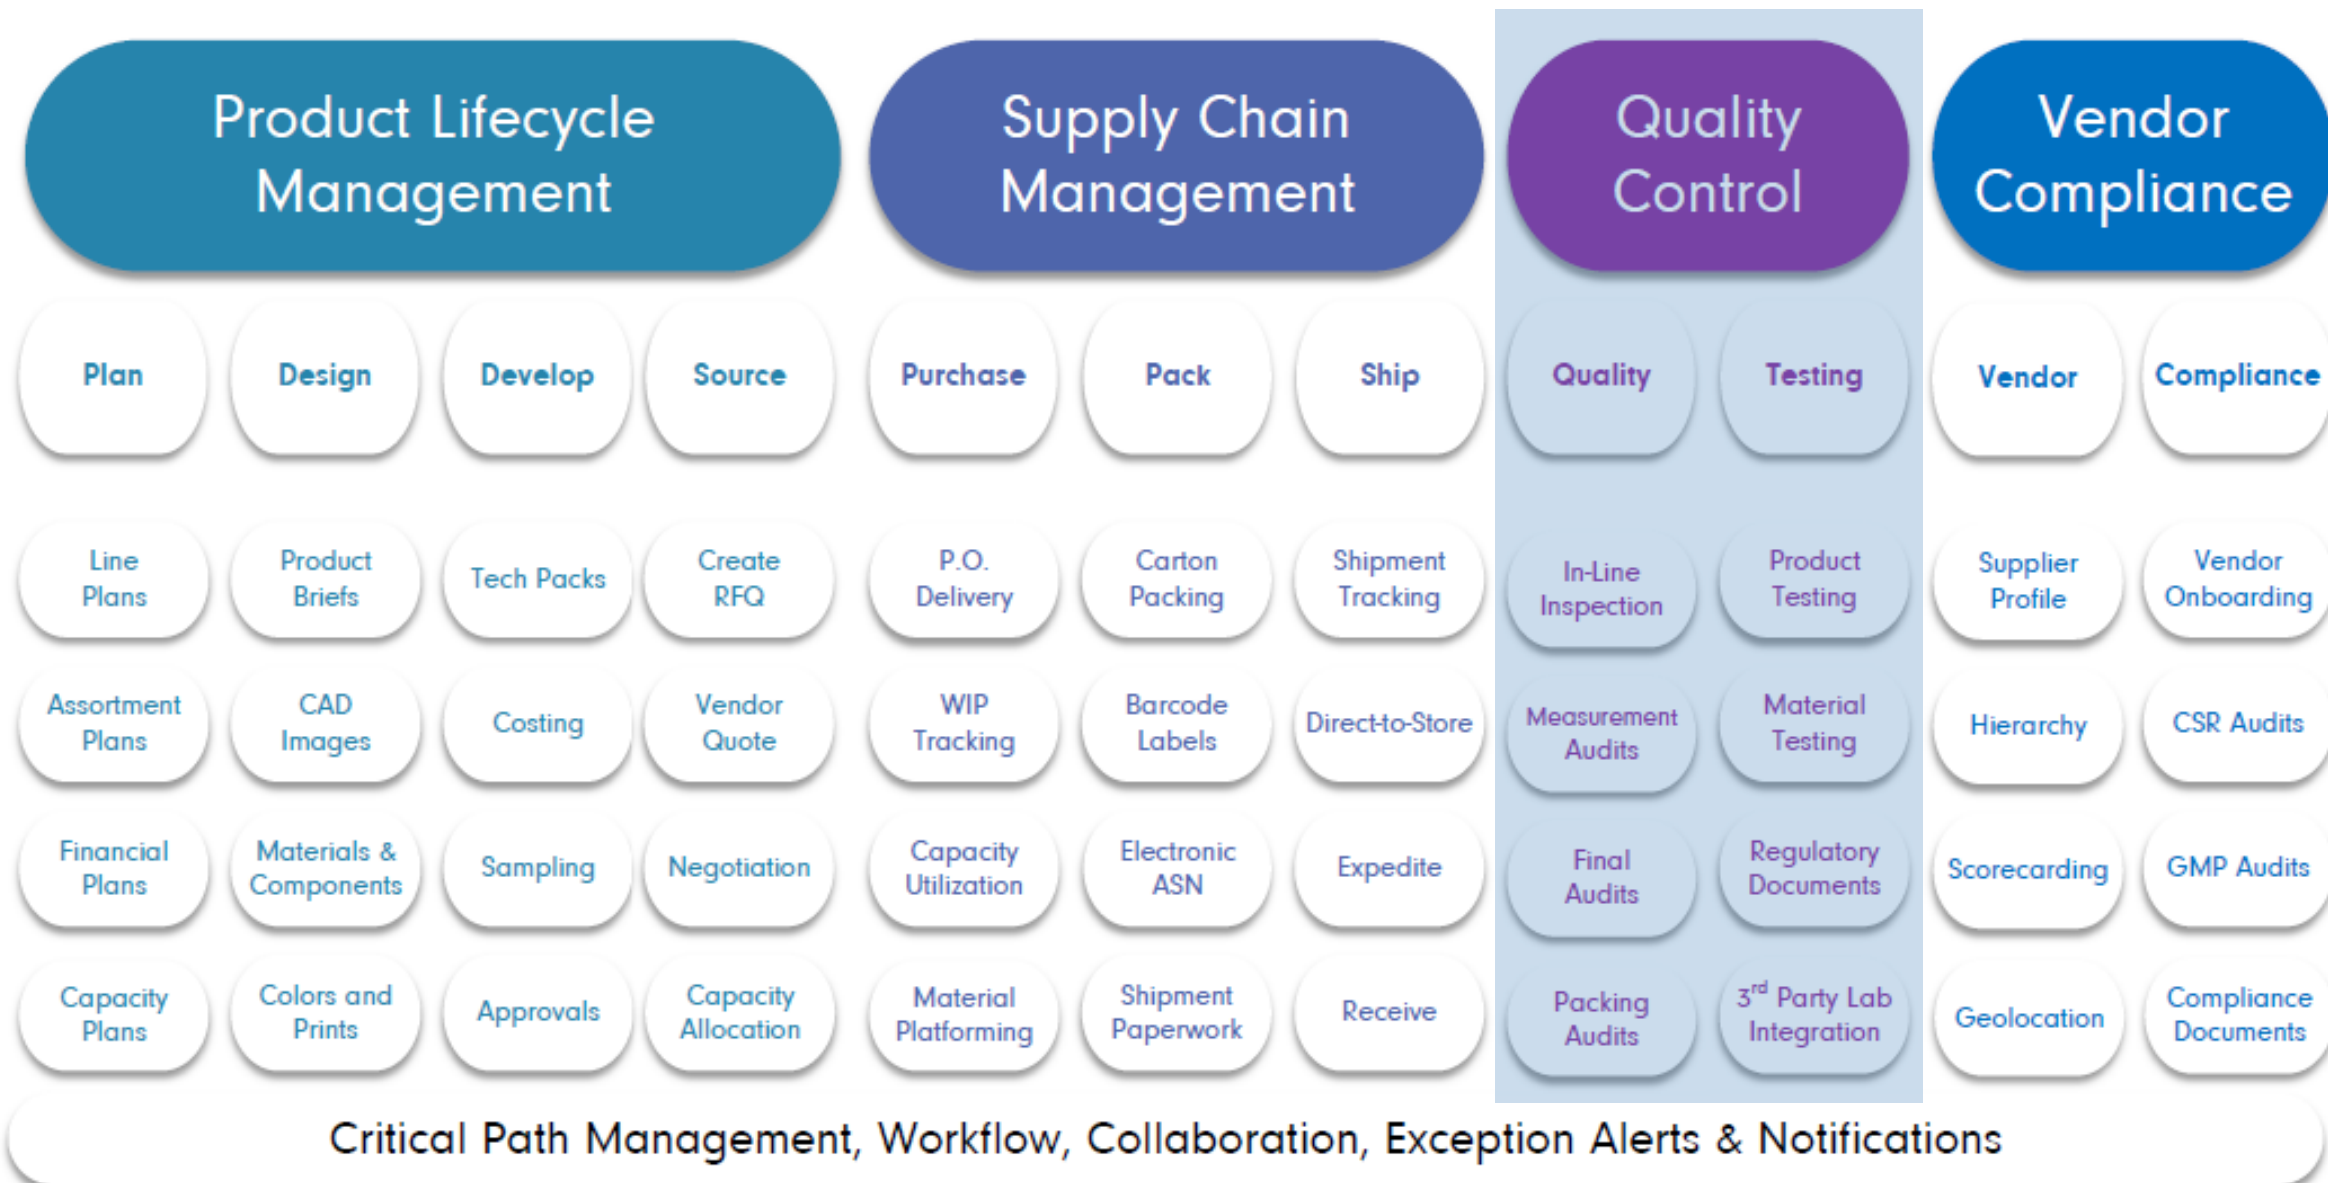 Product Lifecycle
Management
Supply Chain
Management
Quality
Control
Vendor
Compliance
Plan
Design
Develop
Source
Purchase
Pack
Ship
Quality
Testing
Vendor
Compliance
Line
Plans
Product
Briefs
Tech Packs
Create
RFQ
P.O.
Delivery
Carton
Packing
Shipment
Tracking
In-Line
Inspection
Product
Testing
Supplier
Profile
Vendor
Onboarding
Assortment
Plans
CAD
Images
Costing
Vendor
Quote
WIP
Tracking
Barcode
Labels
Direct-to-Store
Measurement
Audits
Material
Testing
Hierarchy
CSR Audits
Financial
Plans
Materials &
Components
Sampling
Negotiation
Capacity
Utilization
Electronic
ASN
Expedite
Final
Audits
Regulatory
Documents
Scorecarding
GMP Audits
Capacity
Plans
Colors and
Prints
Approvals
Capacity
Allocation
Material
Platforming
Shipment
Paperwork
Receive
Packing
Audits
3rd Party Lab
Integration
Geolocation
Compliance
Documents
Critical Path Management, Workflow, Collaboration, Exception Alerts & Notifications